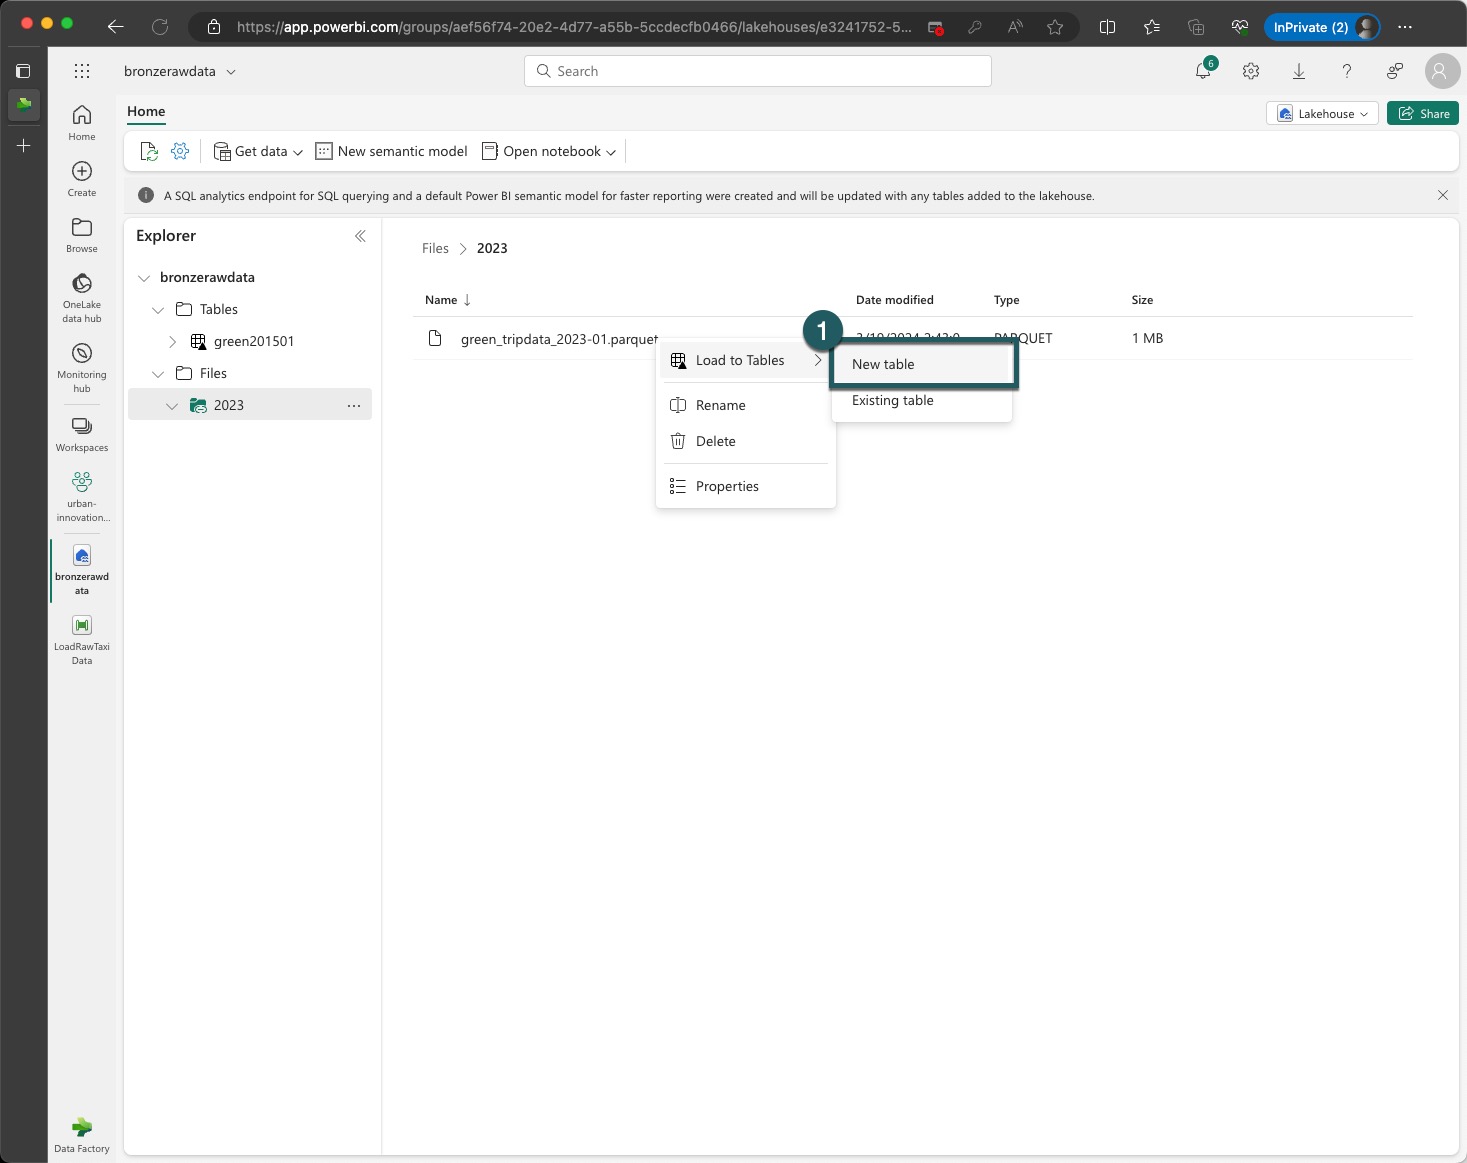 https://app.powerbi.com/groups/aef56f74-20e2-4d77-a55b-5ccdecfb0466/lakehouses/e3241752-5...
InPrivate (2)
bronzerawdata
Search
6
Home
Lakehouse
Share
Get data
New semantic model
Open notebook
A SQL analytics endpoint for SQL querying and a default Power BI semantic model for faster reporting were created and will be updated with any tables added to the lakehouse.
Home
Create
Browse
OneLake
data hub
Monitoring
hub
Workspaces
urban-
innovation...
bronzerawd
ata
LoadRawTaxi
Data
Data Factory
Explorer
bronzerawdata
Tables
green201501
Files
2023
Files > 2023
Name Date modified Type Size
green_tripdata_2023-01.parquet 1 MB
1
Load to Tables
Rename
Delete
Properties
New table
Existing table